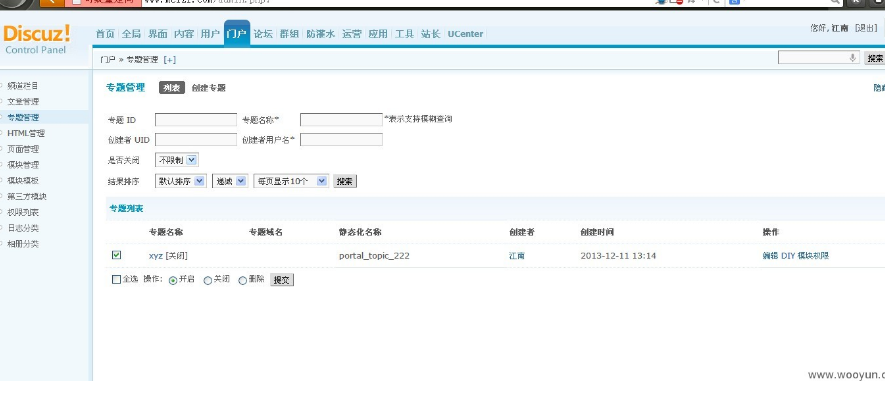 Discuz!
Control Panel
首页 全局 界面 内容 用户 门户 论坛 群组 防灌水 运营 应用 工具 站长 UCenter
您好, 江南 [退出]
门户 » 专题管理 [+]
搜索
频道栏目
文章管理
专题管理
HTML管理
页面管理
模块管理
模块模板
第三方模块
权限列表
日志分类
相册分类
专题管理 列表 创建专题
专题 ID 专题名称* *表示支持模糊查询
创建者 UID 创建者用户名*
是否关闭 不限制
结果排序 默认排序 递减 每页显示10个 搜索
专题列表
专题名称 专题域名 静态化名称 创建者 创建时间 操作
xyz [关闭] portal_topic_222 江南 2013-12-11 13:14 编辑 DIY 模块权限
全选 操作: 开启 关闭 删除 提交
www.wooyun.o